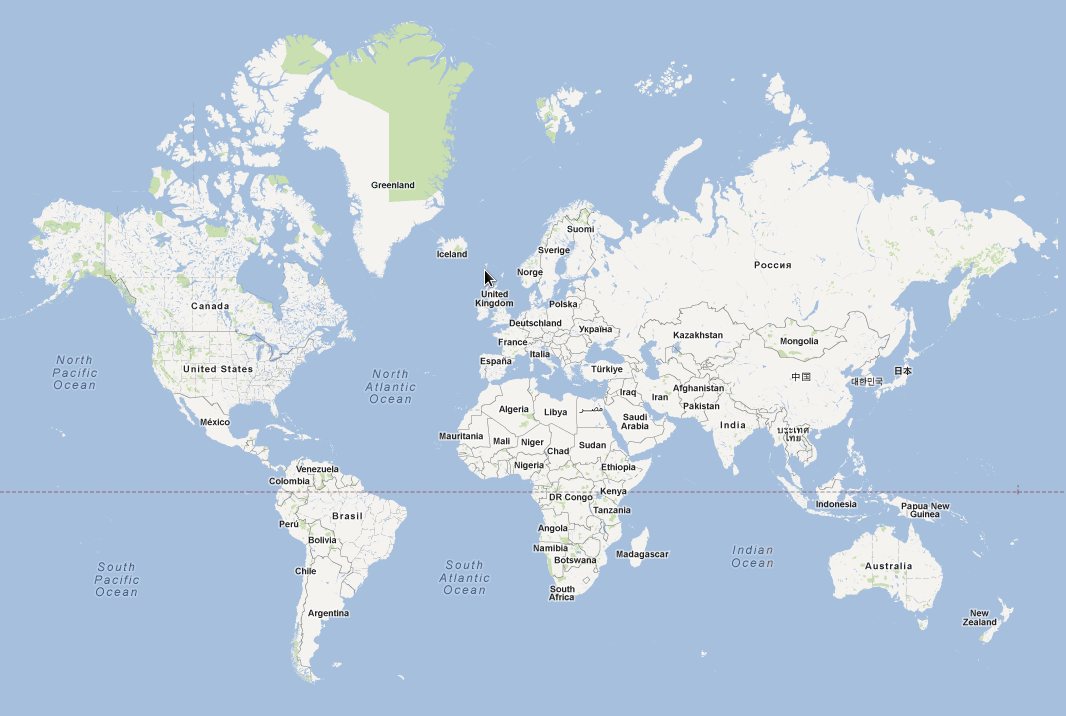 Greenland
Suomi
Iceland
Sverige
Norge
Россия
United
Kingdom
Canada
Polska
Deutschland
Україна
Kazakhstan
Mongolia
France
North
Pacific
Ocean
United States
España
Italia
Türkiye
North
Atlantic
Ocean
中国
대한민국
日本
Iraq
Iran
Afghanistan
Pakistan
México
Algeria
Libya
مصر
Saudi
Arabia
India
ประเทศ
ไทย
Mauritania
Mali
Niger
Chad
Sudan
Venezuela
Colombia
Nigeria
Ethiopia
Kenya
DR Congo
Indonesia
Papua New
Guinea
Perú
Brasil
Tanzania
Angola
Bolivia
Namibia
Botswana
Madagascar
Indian
Ocean
South
Pacific
Ocean
Chile
South
Atlantic
Ocean
Australia
South
Africa
Argentina
New
Zealand